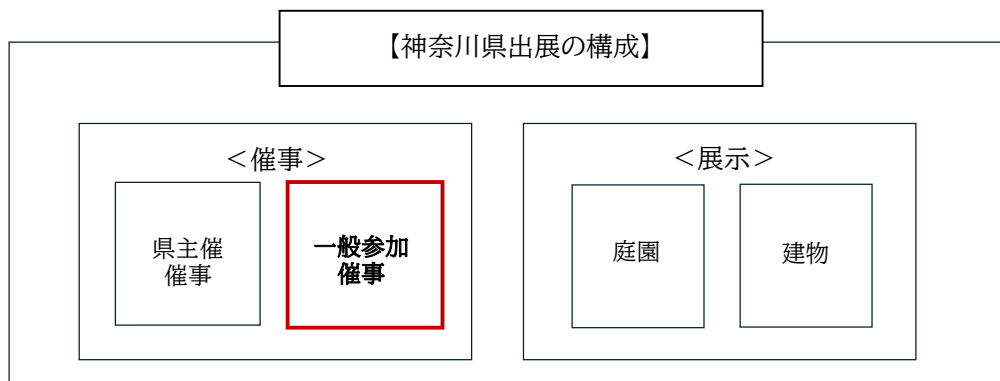 【神奈川県出展の構成】
＜催事＞
県主催
催事
一般参加
催事
＜展示＞
庭園
建物